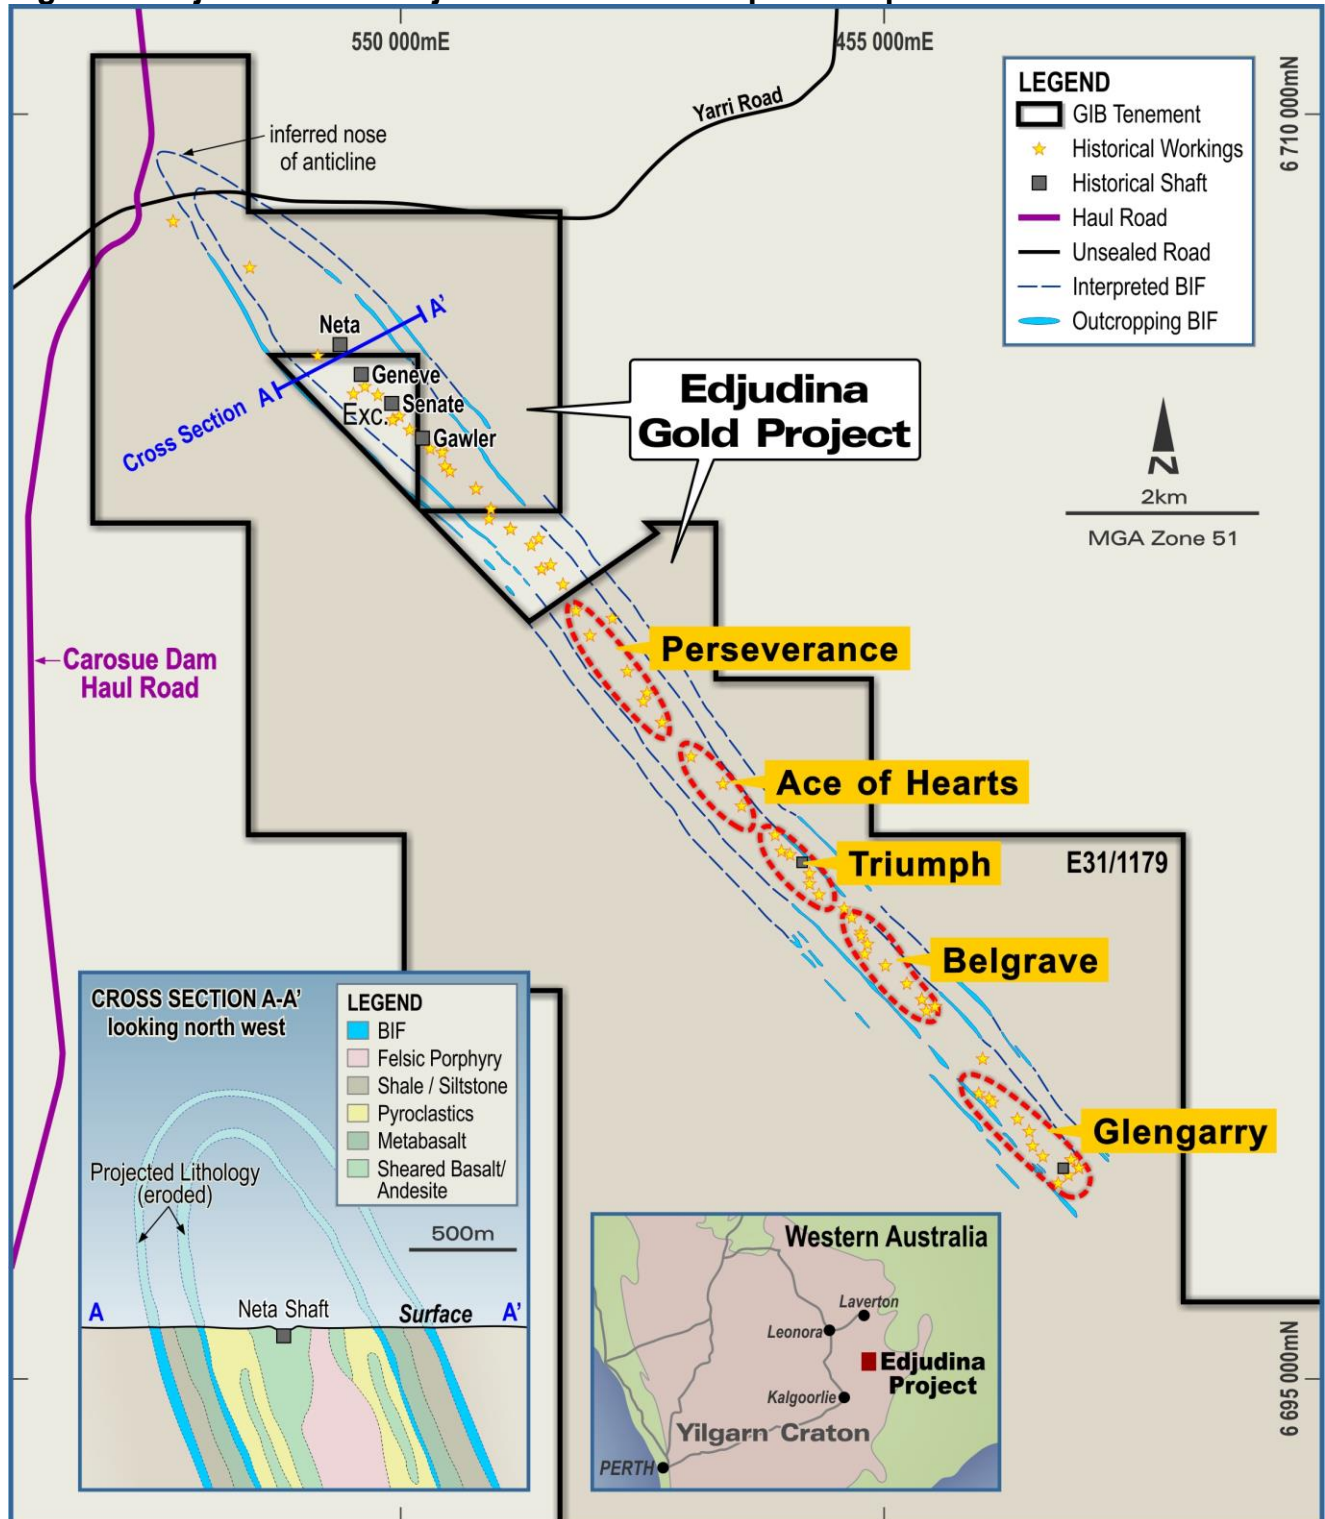 550 000mE
455 000mE
6 710 000mN
LEGEND
GIB Tenement
Historical Workings
Historical Shaft
Haul Road
Unsealed Road
Interpreted BIF
Outcropping BIF
Yarri Road
inferred nose
of anticline
A'
Neta
Geneve
Cross Section A
Exc.
Senate
Gawler
Edjudina
Gold Project
N
2km
MGA Zone 51
Perseverance
Carosue Dam
Haul Road
Ace of Hearts
Triumph
E31/1179
Belgrave
Glengarry
CROSS SECTION A-A'
looking north west
LEGEND
BIF
Felsic Porphyry
Shale / Siltstone
Pyroclastics
Metabasalt
Sheared Basalt/
Andesite
Projected Lithology
(eroded)
500m
A
Neta Shaft
Surface
A'
Western Australia
Laverton
Leonora
Edjudina
Project
Kalgoorlie
Yilgarn Craton
PERTH
6 695 000mN